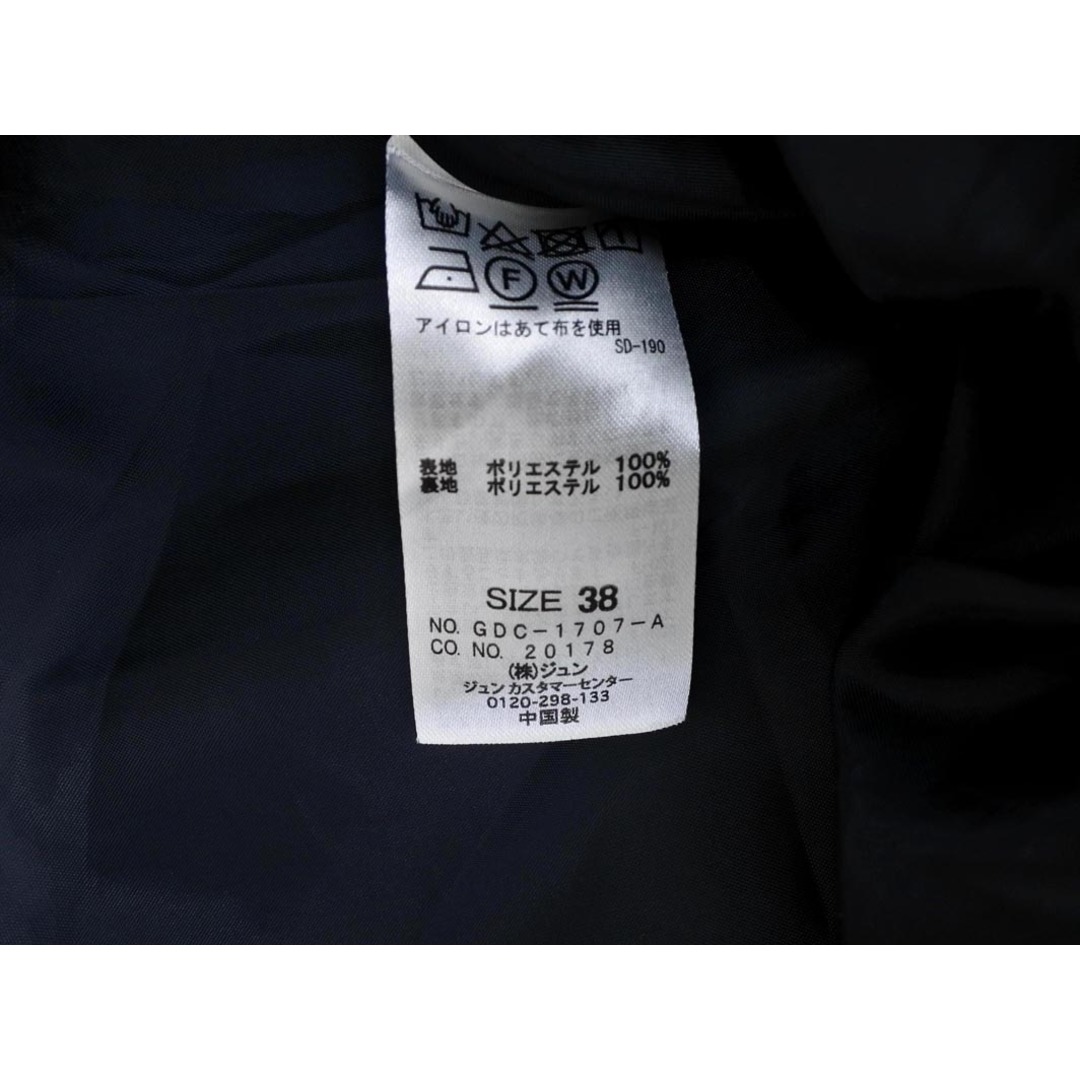 F W
アイロンはあて布を使用
SD-190
表地 ポリエステル 100%
裏地 ポリエステル 100%
SIZE 38
NO. GDC-1707-A
CO. NO. 20178
(株)ジュン
ジュン カスタマーセンター
0120-298-133
中国製